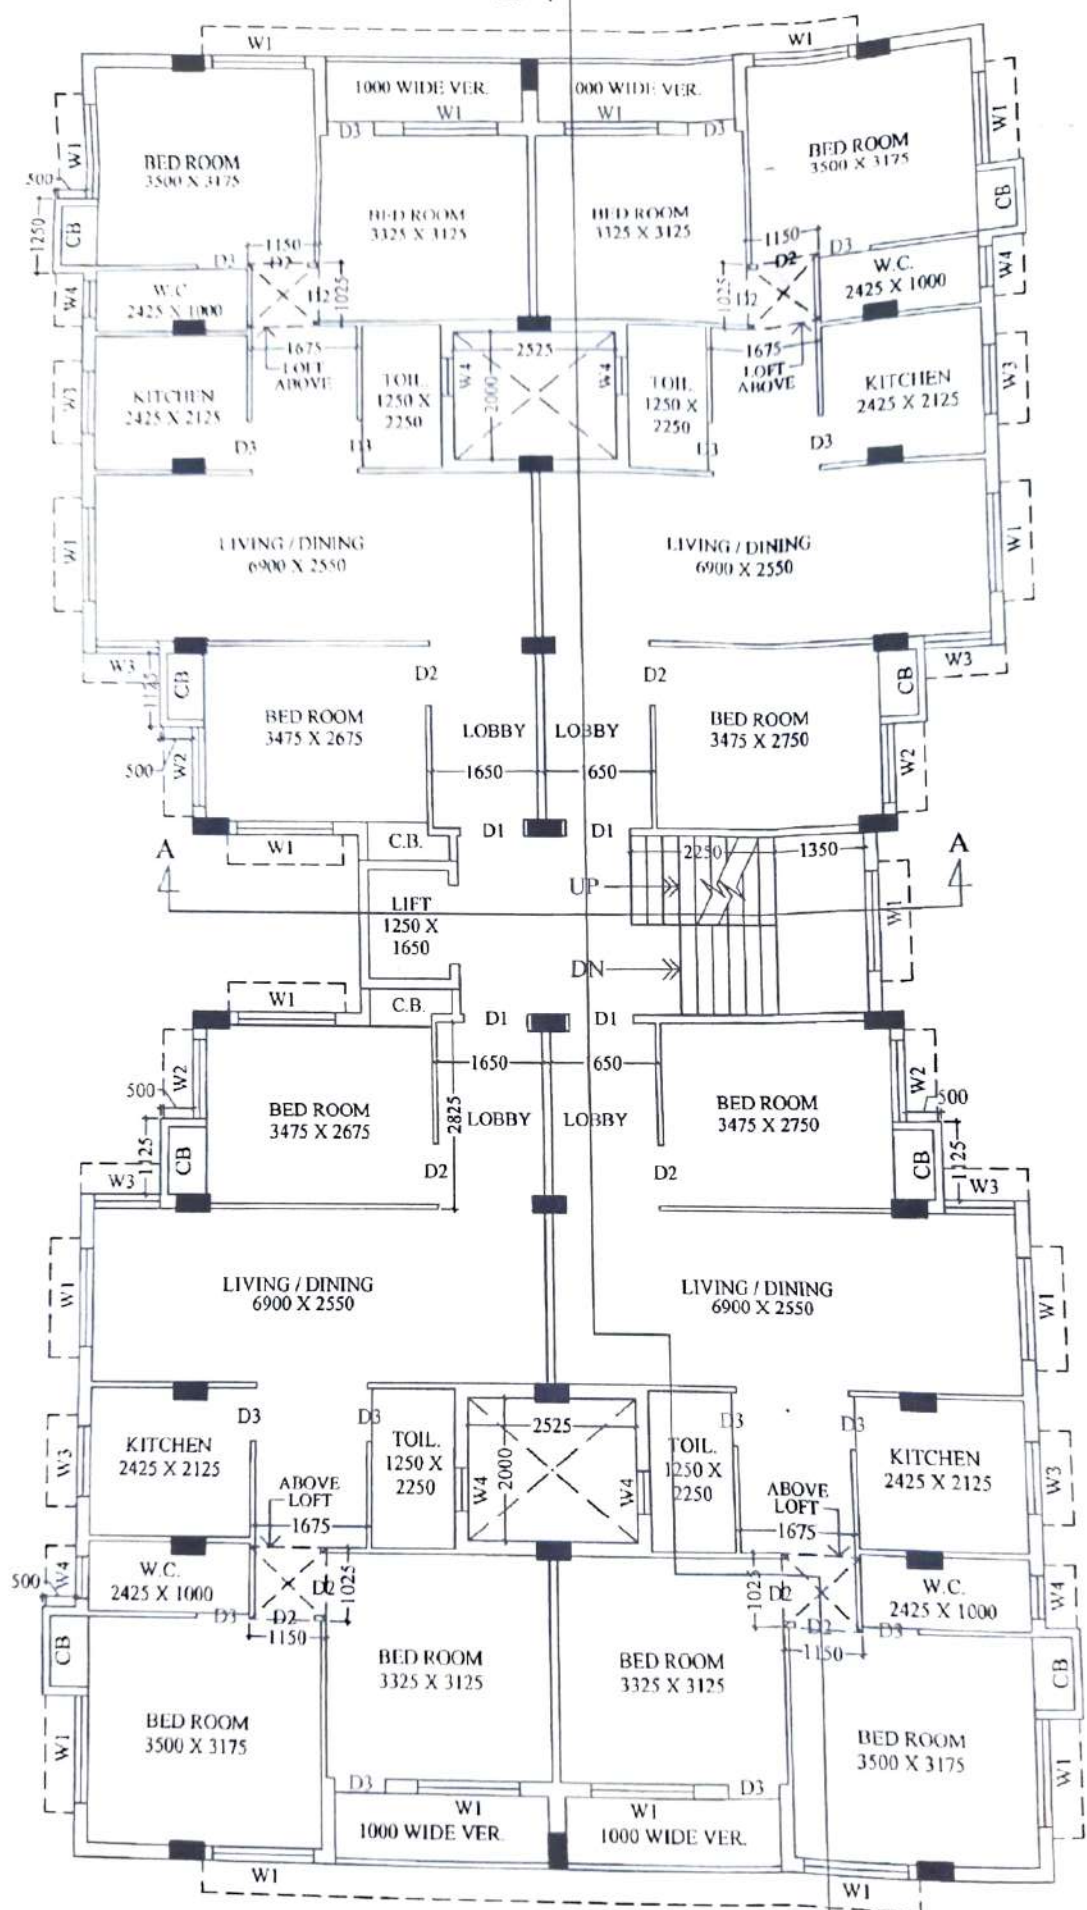 W1
W1
1000 WIDE VER.
000 WIDE VER.
W1
W1
D3
D3
W1
W1
BED ROOM
3500 X 3175
BED ROOM
3500 X 3175
500
CB
1250
CB
BED ROOM
3325 X 3125
BED ROOM
3325 X 3125
1150
D3
D2
1150
D3
D2
W.C.
2425 X 1000
W4
D2
1025
1025
D2
W.C.
2425 X 1000
W4
1675
LOFT
ABOVE
2525
2000
W4
W4
1675
LOFT
ABOVE
W3
KITCHEN
2425 X 2125
TOIL.
1250 X
2250
TOIL.
1250 X
2250
KITCHEN
2425 X 2125
W3
D3
D3
D3
D3
W1
LIVING / DINING
6900 X 2550
LIVING / DINING
6900 X 2550
W1
W3
1125
CB
D2
D2
CB
W3
BED ROOM
3475 X 2675
LOBBY
LOBBY
BED ROOM
3475 X 2750
500
W2
1650
1650
W2
W1
C.B.
D1
D1
A
2250
1350
A
UP
LIFT
1250 X
1650
W1
DN
W1
C.B.
D1
D1
1650
1650
W2
W2
500
500
BED ROOM
3475 X 2675
2825
LOBBY
LOBBY
BED ROOM
3475 X 2750
1125
CB
CB
1125
W3
D2
D2
W3
W1
LIVING / DINING
6900 X 2550
LIVING / DINING
6900 X 2550
W1
D3
D3
2525
D3
D3
KITCHEN
2425 X 2125
TOIL.
1250 X
2250
2000
TOIL.
1250 X
2250
KITCHEN
2425 X 2125
W3
W3
ABOVE
LOFT
W4
W4
ABOVE
LOFT
1675
1675
500
W4
W.C.
2425 X 1000
D2
1025
1025
D2
W.C.
2425 X 1000
W4
D3
D2
D2
D3
1150
1150
CB
BED ROOM
3325 X 3125
BED ROOM
3325 X 3125
CB
BED ROOM
3500 X 3175
BED ROOM
3500 X 3175
W1
W1
D3
D3
W1
W1
1000 WIDE VER.
1000 WIDE VER.
W1
W1